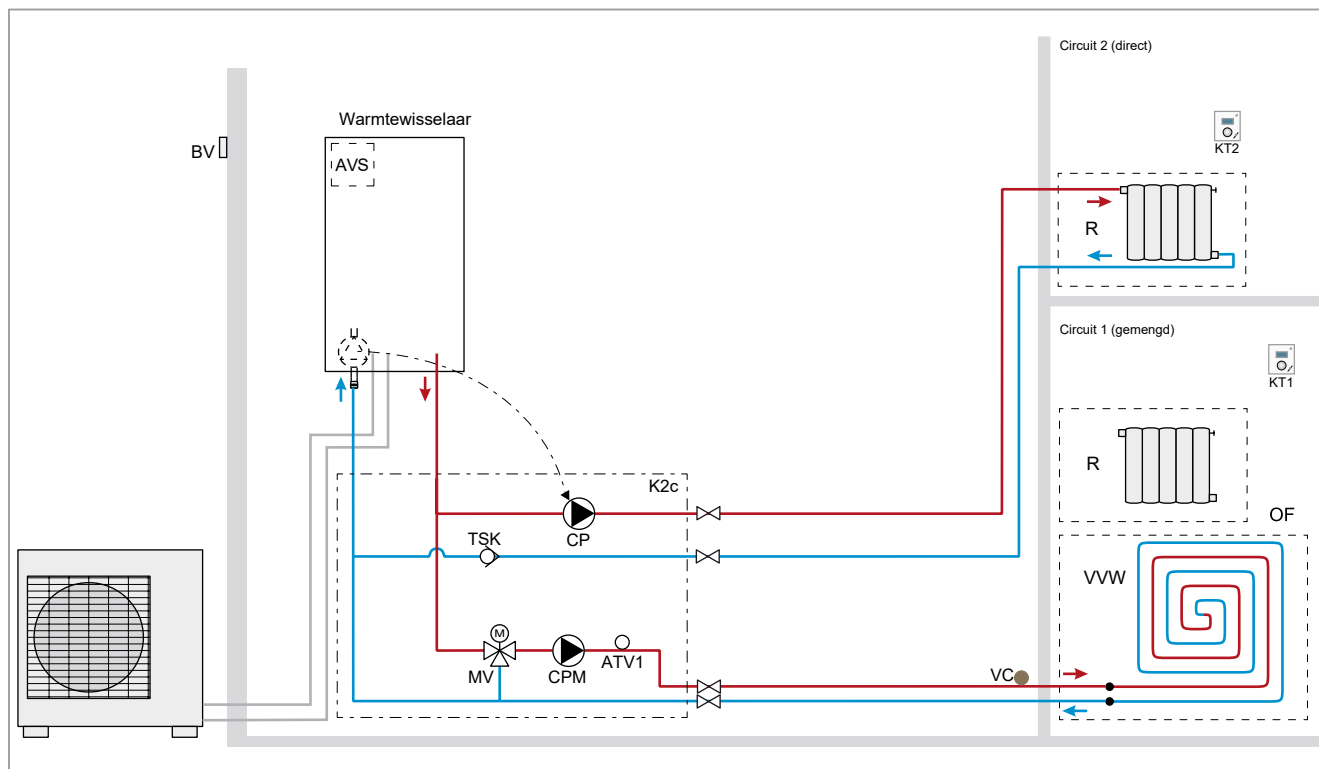 Circuit 2 (direct)
Warmtewisselaar
BV
AVS
KT2
R
Circuit 1 (gemengd)
KT1
R
K2c
OF
TSK
CP
VVW
M
ATV1
MV
CPM
VC